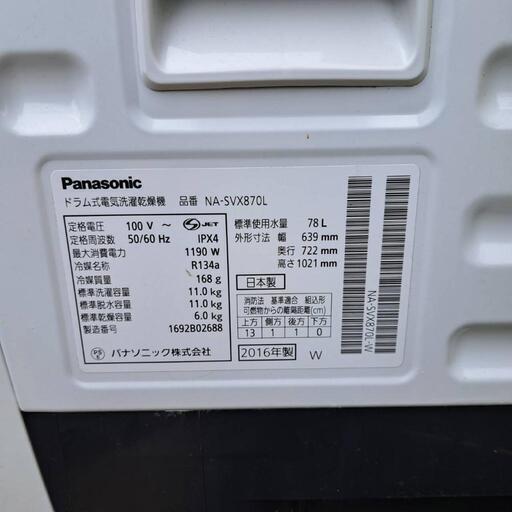 Panasonic
ドラム式電気洗濯乾燥機 品番 NA-SVX870L
定格電圧 100 V ~ S JET
定格周波数 50/60 Hz IPX4
最大消費電力 1190 W
冷媒名称 R134a
冷媒量 168 g
標準洗濯容量 11.0 kg
標準脱水容量 11.0 kg
標準乾燥容量 6.0 kg
製造番号 1692B02688
PS E パナソニック株式会社
標準使用水量 78 L
外形寸法 幅 639 mm
奥行 722 mm
高さ 1021 mm
日本製
消防法 基準適合 組込形
可燃物からの離隔距離(cm)
上方 側方 後方 下方
13 1 1 0
2016年製 W
NA-SVX870L-W